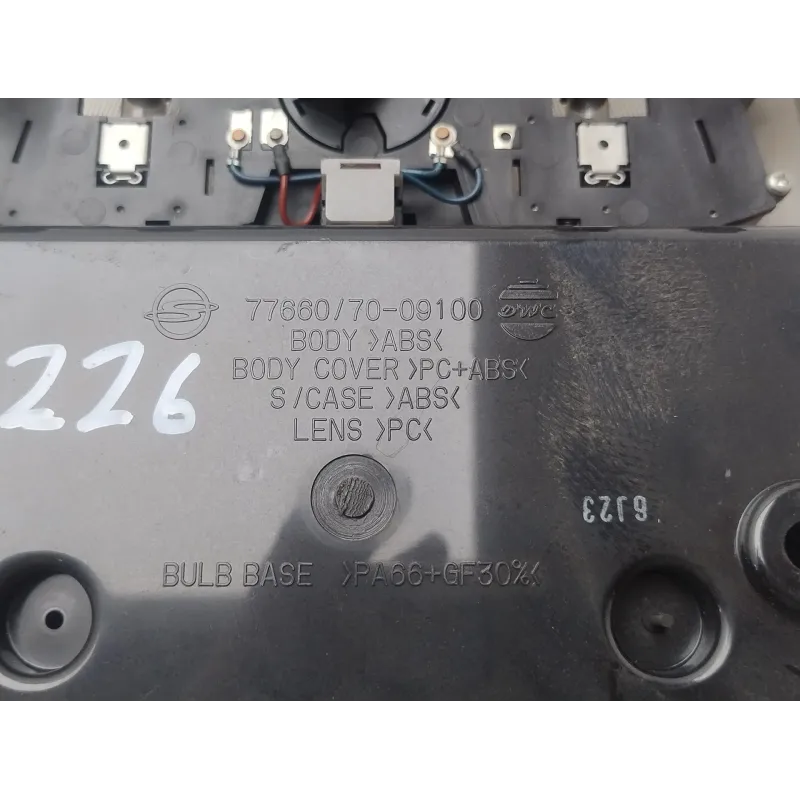 S 77660/70-09100 DWC
BODY >ABS<
226
BODY COVER >PC+ABS<
S/CASE >ABS<
LENS >PC<
6J23
BULB BASE >PA66+GF30%<